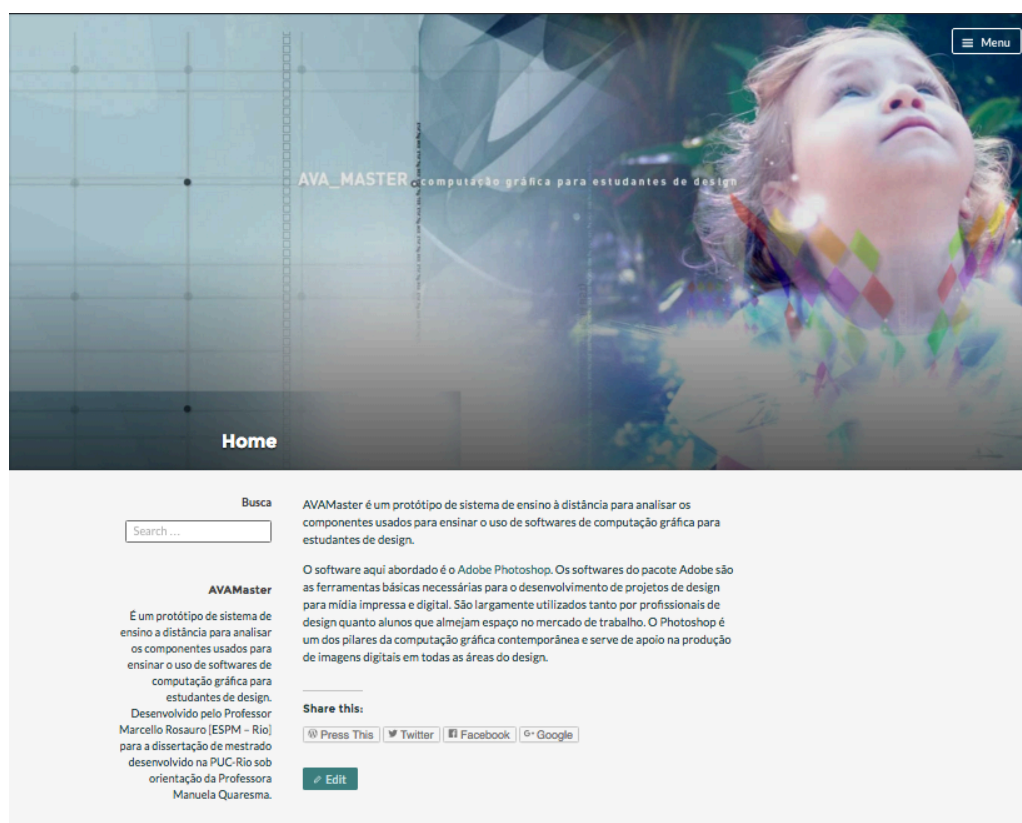 Menu
AVA_MASTER computação gráfica para estudantes de design
Home
Busca
Search ...
AVAMaster
É um protótipo de sistema de
ensino a distância para analisar
os componentes usados para
ensinar o uso de softwares de
computação gráfica para
estudantes de design.
Desenvolvido pelo Professor
Marcello Rosauro [ESPM – Rio]
para a dissertação de mestrado
desenvolvido na PUC-Rio sob
orientação da Professora
Manuela Quaresma.
AVAMaster é um protótipo de sistema de ensino à distância para analisar os
componentes usados para ensinar o uso de softwares de computação gráfica para
estudantes de design.
O software aqui abordado é o Adobe Photoshop. Os softwares do pacote Adobe são
as ferramentas básicas necessárias para o desenvolvimento de projetos de design
para mídia impressa e digital. São largamente utilizados tanto por profissionais de
design quanto alunos que almejam espaço no mercado de trabalho. O Photoshop é
um dos pilares da computação gráfica contemporânea e serve de apoio na produção
de imagens digitais em todas as áreas do design.
Share this:
Press This Twitter Facebook G+ Google
Edit